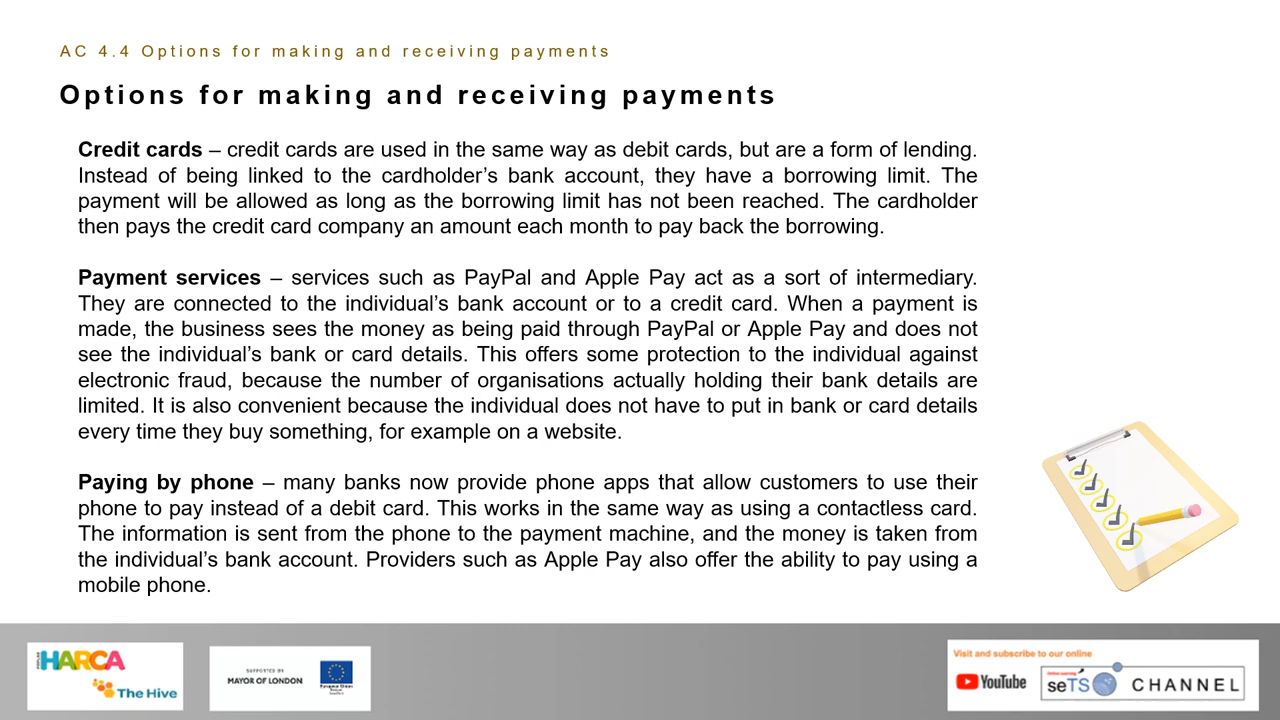 AC 4.4 Options for making and receiving payments
Options for making and receiving payments
Credit cards – credit cards are used in the same way as debit cards, but are a form of lending.
Instead of being linked to the cardholder’s bank account, they have a borrowing limit. The
payment will be allowed as long as the borrowing limit has not been reached. The cardholder
then pays the credit card company an amount each month to pay back the borrowing.
Payment services – services such as PayPal and Apple Pay act as a sort of intermediary.
They are connected to the individual’s bank account or to a credit card. When a payment is
made, the business sees the money as being paid through PayPal or Apple Pay and does not
see the individual’s bank or card details. This offers some protection to the individual against
electronic fraud, because the number of organisations actually holding their bank details are
limited. It is also convenient because the individual does not have to put in bank or card details
every time they buy something, for example on a website.
Paying by phone – many banks now provide phone apps that allow customers to use their
phone to pay instead of a debit card. This works in the same way as using a contactless card.
The information is sent from the phone to the payment machine, and the money is taken from
the individual’s bank account. Providers such as Apple Pay also offer the ability to pay using a
mobile phone.
HARCA
The Hive
SUPPORTED BY
MAYOR OF LONDON
European Union
Visit and subscribe to our online
YouTube
seTS CHANNEL